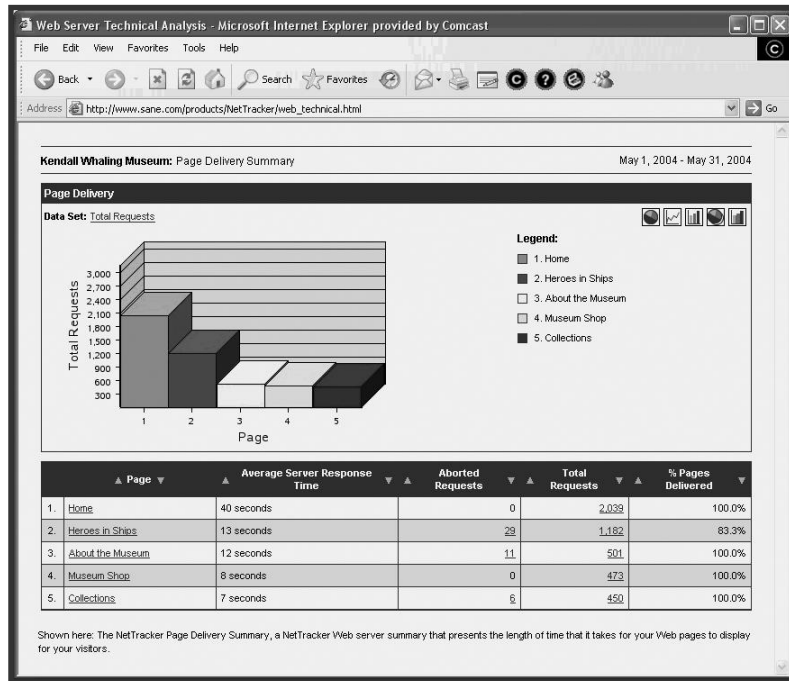 Web Server Technical Analysis - Microsoft Internet Explorer provided by Comcast
File Edit View Favorites Tools Help
Back Search Favorites
Address http://www.sane.com/products/NetTracker/web_technical.html Go
Kendall Whaling Museum: Page Delivery Summary May 1, 2004 - May 31, 2004
Page Delivery
Data Set: Total Requests
Legend:
1. Home
2. Heroes in Ships
3. About the Museum
4. Museum Shop
5. Collections
Total Requests
3,000
2,700
2,400
2,100
1,800
1,500
1,200
900
600
300
1 2 3 4 5
Page
Page Average Server Response Time Aborted Requests Total Requests % Pages Delivered
1. Home 40 seconds 0 2,039 100.0%
2. Heroes in Ships 13 seconds 29 1,182 83.3%
3. About the Museum 12 seconds 11 501 100.0%
4. Museum Shop 8 seconds 0 473 100.0%
5. Collections 7 seconds 6 450 100.0%
Shown here: The NetTracker Page Delivery Summary, a NetTracker Web server summary that presents the length of time that it takes for your Web pages to display
for your visitors.